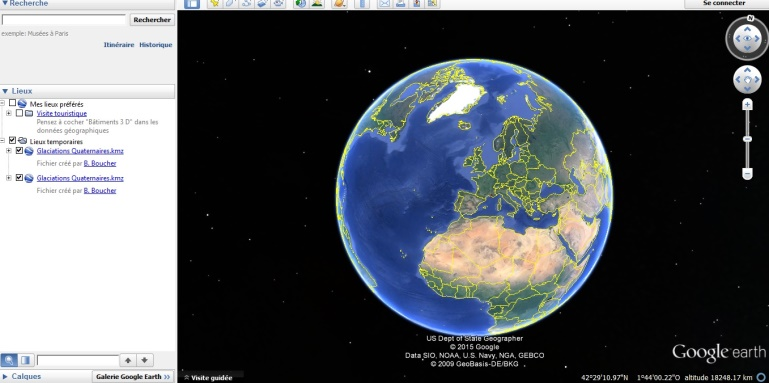 Recherche
Rechercher
exemple: Musées à Paris
Itinéraire Historique
Lieux
Mes lieux préférés
Visite touristique
Pensez à cocher "Bâtiments 3 D" dans les
données géographiques
Lieux temporaires
Glaciations Quaternaires.kmz
Fichier créé par B. Boucher
Glaciations Quaternaires.kmz
Fichier créé par B. Boucher
Calques
Galerie Google Earth >>
Se connecter
N
US Dept of State Geographer
© 2015 Google
Data SIO, NOAA, U.S. Navy, NGA, GEBCO
© 2009 GeoBasis-DE/BKG
Google earth
Visite guidée
42°29'10.97"N 1°44'00.22"O altitude 18248.17 km